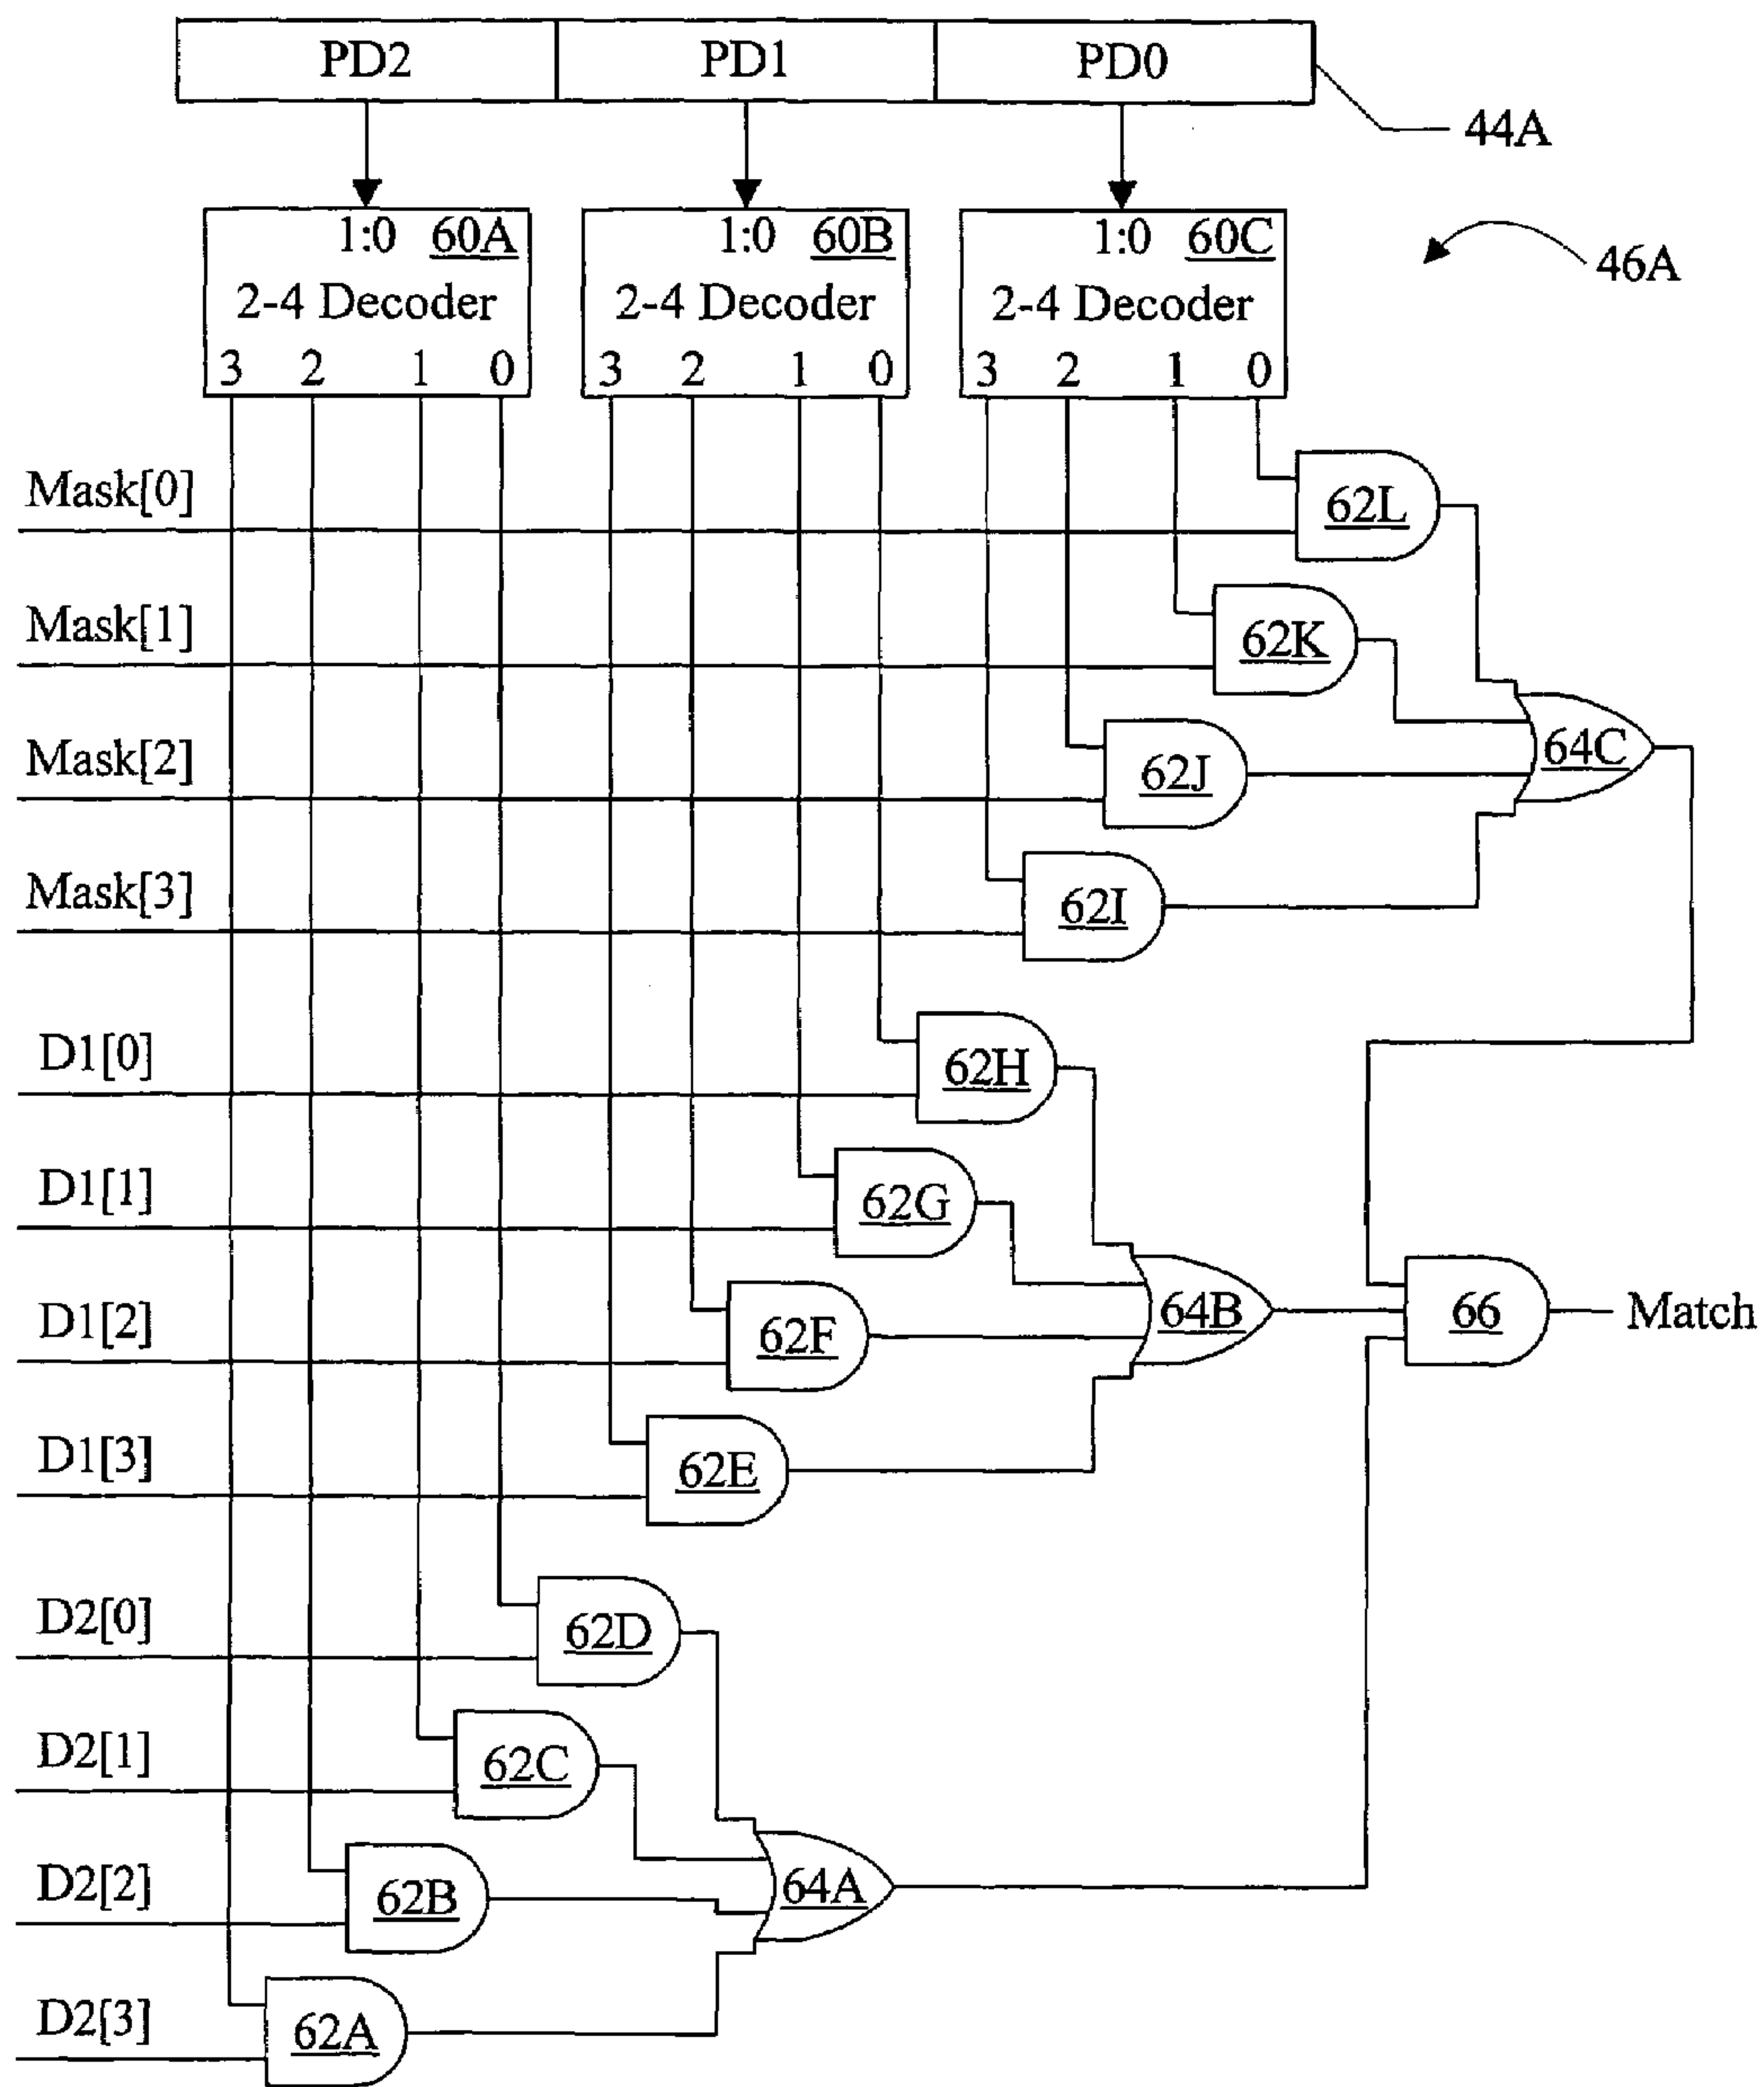 PD2 PD1 PD0
44A
1:0 60A 1:0 60B 1:0 60C
46A
2-4 Decoder 2-4 Decoder 2-4 Decoder
3 2 1 0 3 2 1 0 3 2 1 0
Mask[0]
62L
Mask[1]
62K
Mask[2]
64C
62J
Mask[3]
62I
D1[0]
62H
D1[1]
62G
D1[2]
64B
66
Match
62F
D1[3]
62E
D2[0]
62D
D2[1]
62C
D2[2]
64A
62B
D2[3]
62A